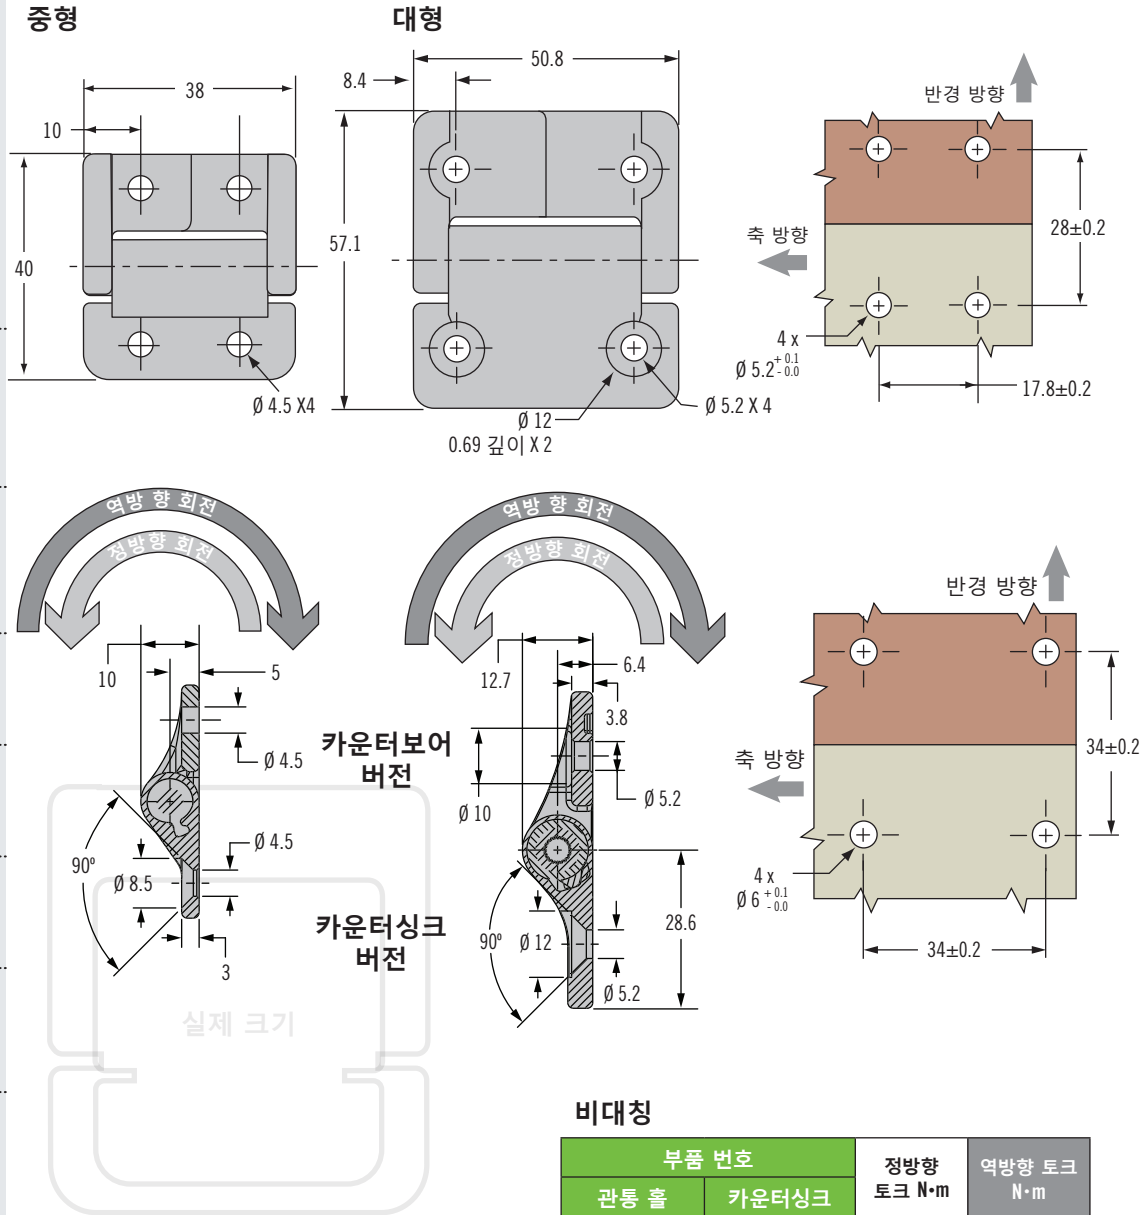 중형
대형
38
10
40
Ø 4.5 X4
50.8
8.4
57.1
Ø 12
0.69 깊이 X 2
Ø 5.2 X 4
반경 방향
축 방향
28±0.2
4 x
Ø 5.2 + 0.1
- 0.0
17.8±0.2
역방 향 회전
정방향 회전
10
5
Ø 4.5
90º
Ø 8.5
Ø 4.5
3
역방 향 회전
정방향 회전
12.7
6.4
3.8
카운터보어
버전
Ø 10
Ø 5.2
카운터싱크
버전
90º
Ø 12
28.6
Ø 5.2
반경 방향
축 방향
34±0.2
4 x
Ø 6 + 0.1
- 0.0
34±0.2
실제 크기
비대칭
부품 번호
관통 홀
카운터싱크
정방향
토크 N•m
역방향 토크
N•m